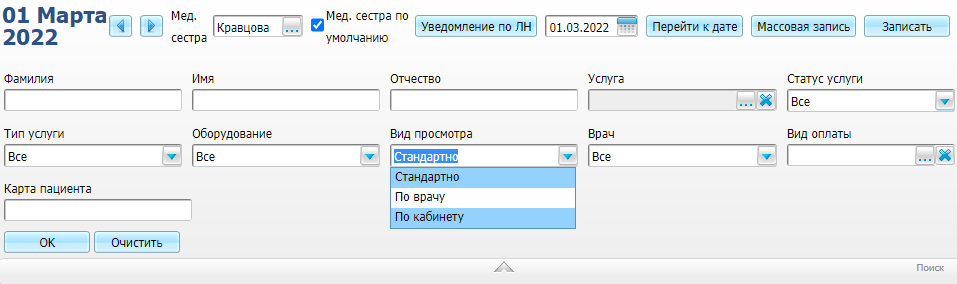 01 Марта
2022
Мед.
сестра
Кравцова
...
Мед. сестра по
умолчанию
Уведомление по ЛН
01.03.2022
Перейти к дате
Массовая запись
Записать
Фамилия
Имя
Отчество
Услуга
Статус услуги
...
Все
Тип услуги
Оборудование
Вид просмотра
Врач
Вид оплаты
Все
Все
Стандартно
Все
...
Стандартно
По врачу
По кабинету
Карта пациента
OK
Очистить
Поиск